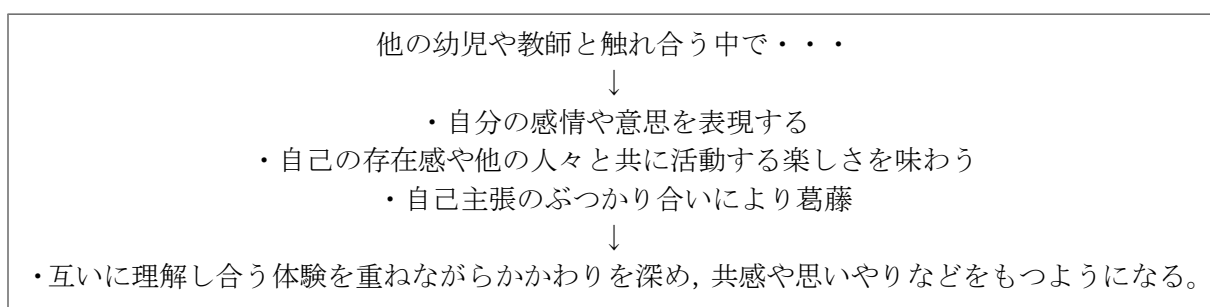 他の幼児や教師と触れ合う中で・・・
↓
・自分の感情や意思を表現する
・自己の存在感や他の人々と共に活動する楽しさを味わう
・自己主張のぶつかり合いにより葛藤
↓
・互いに理解し合う体験を重ねながらかかわりを深め,共感や思いやりなどをもつようになる。